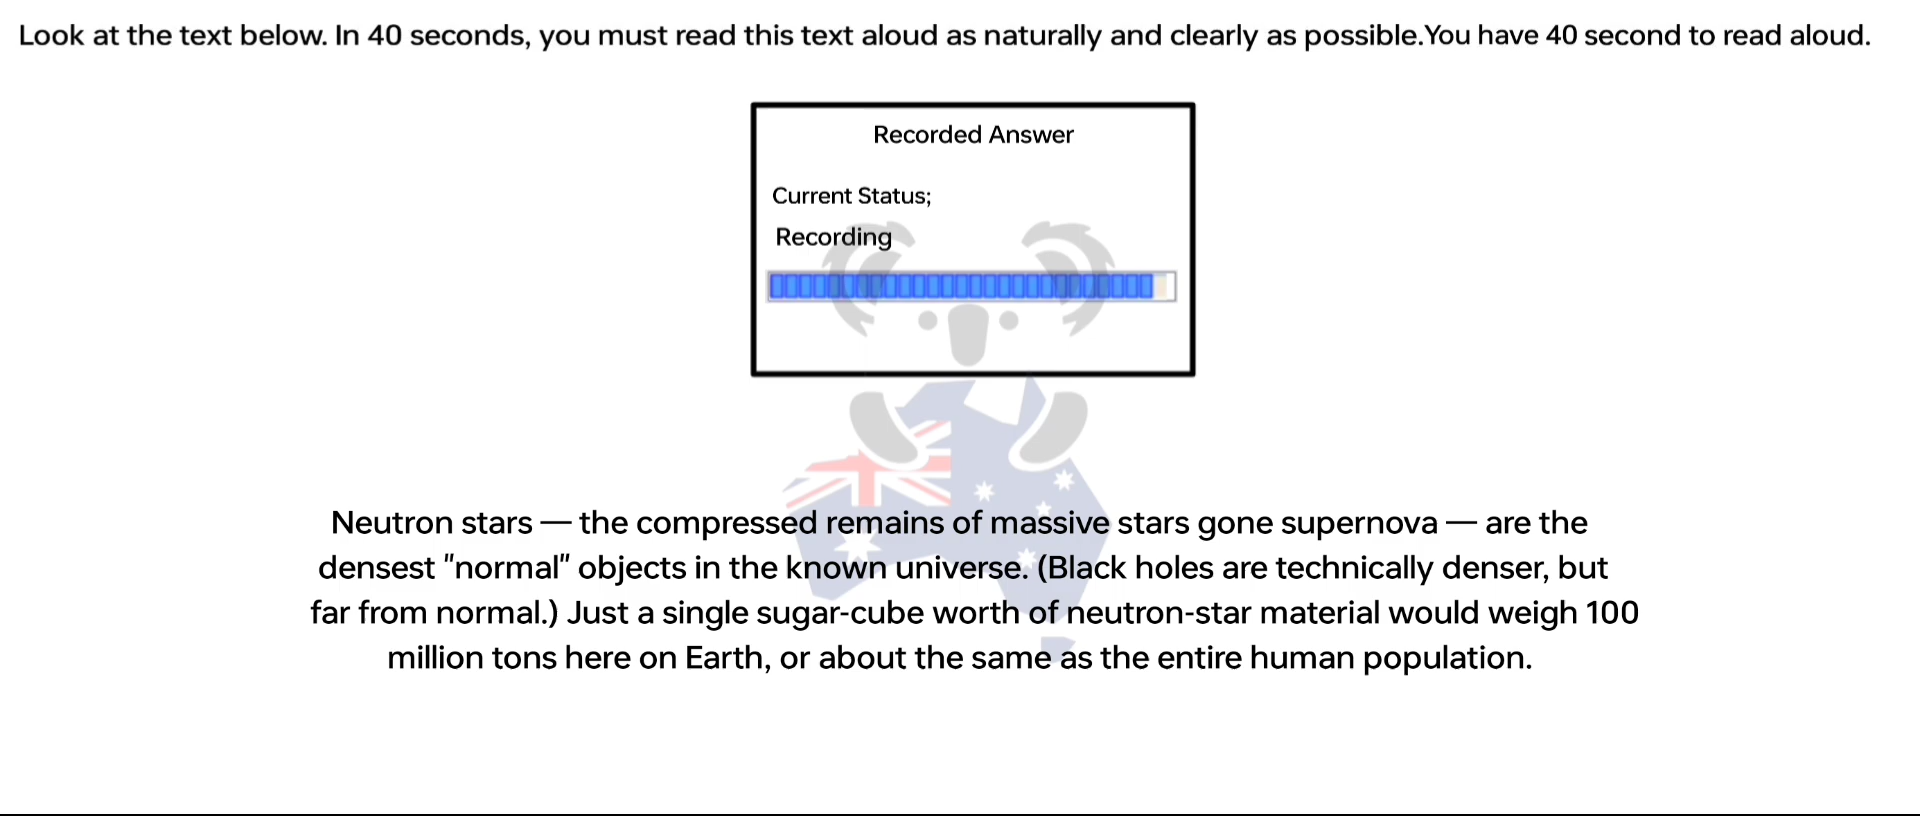 Look at the text below. In 40 seconds, you must read this text aloud as naturally and clearly as possible.You have 40 second to read aloud.
Recorded Answer
Current Status;
Recording
Neutron stars — the compressed remains of massive stars gone supernova — are the
densest "normal" objects in the known universe. (Black holes are technically denser, but
far from normal.) Just a single sugar-cube worth of neutron-star material would weigh 100
million tons here on Earth, or about the same as the entire human population.